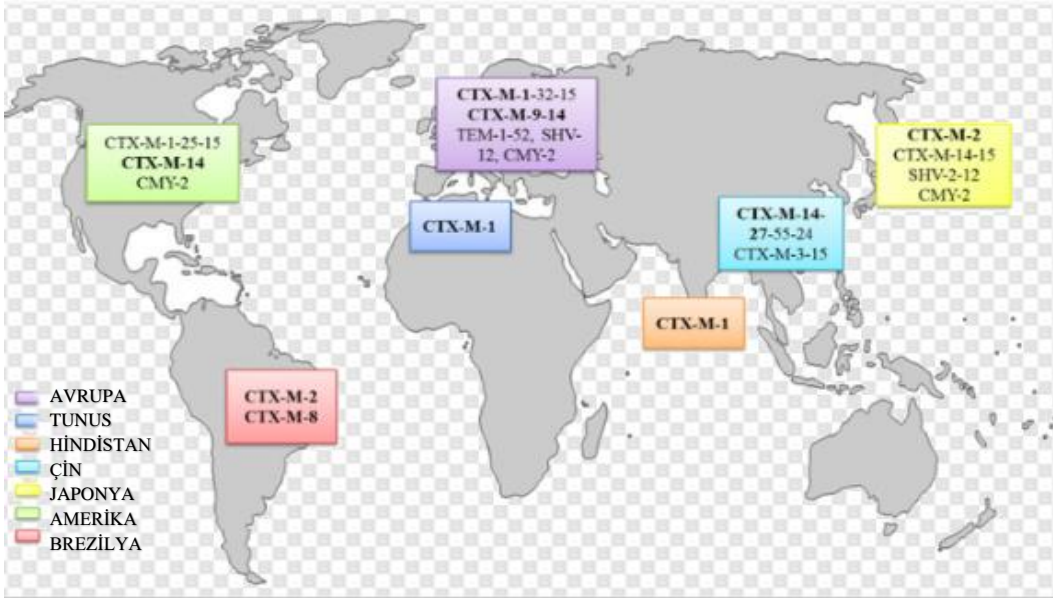 CTX-M-1-25-15
CTX-M-14
CMY-2
CTX-M-1-32-15
CTX-M-9-14
TEM-1-52, SHV-
12, CMY-2
CTX-M-2
CTX-M-14-15
SHV-2-12
CMY-2
CTX-M-1
CTX-M-14-
27-55-24
CTX-M-3-15
CTX-M-1
CTX-M-2
CTX-M-8
AVRUPA
TUNUS
HİNDİSTAN
ÇİN
JAPONYA
AMERİKA
BREZİLYA